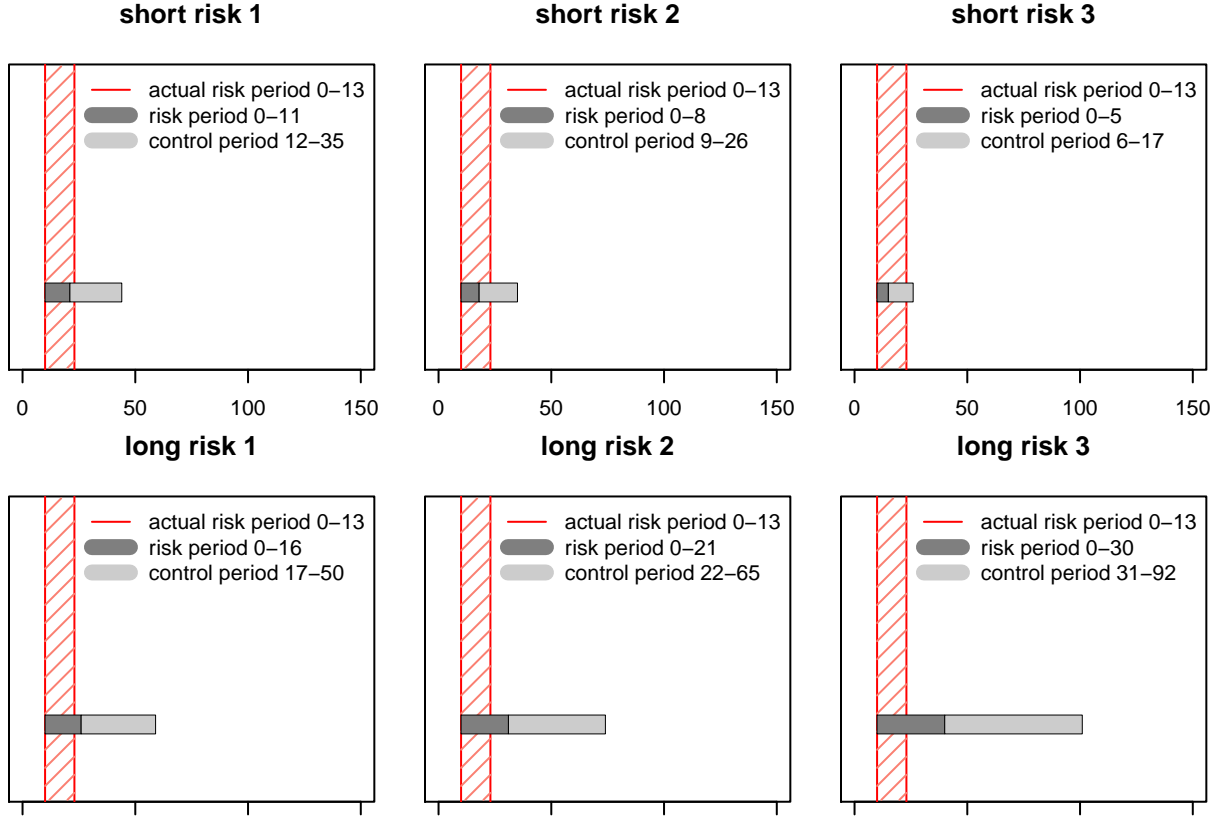 short risk 1
actual risk period 0−13
risk period 0−11
control period 12−35
0 50 100 150
short risk 2
actual risk period 0−13
risk period 0−8
control period 9−26
0 50 100 150
short risk 3
actual risk period 0−13
risk period 0−5
control period 6−17
0 50 100 150
long risk 1
actual risk period 0−13
risk period 0−16
control period 17−50
long risk 2
actual risk period 0−13
risk period 0−21
control period 22−65
long risk 3
actual risk period 0−13
risk period 0−30
control period 31−92